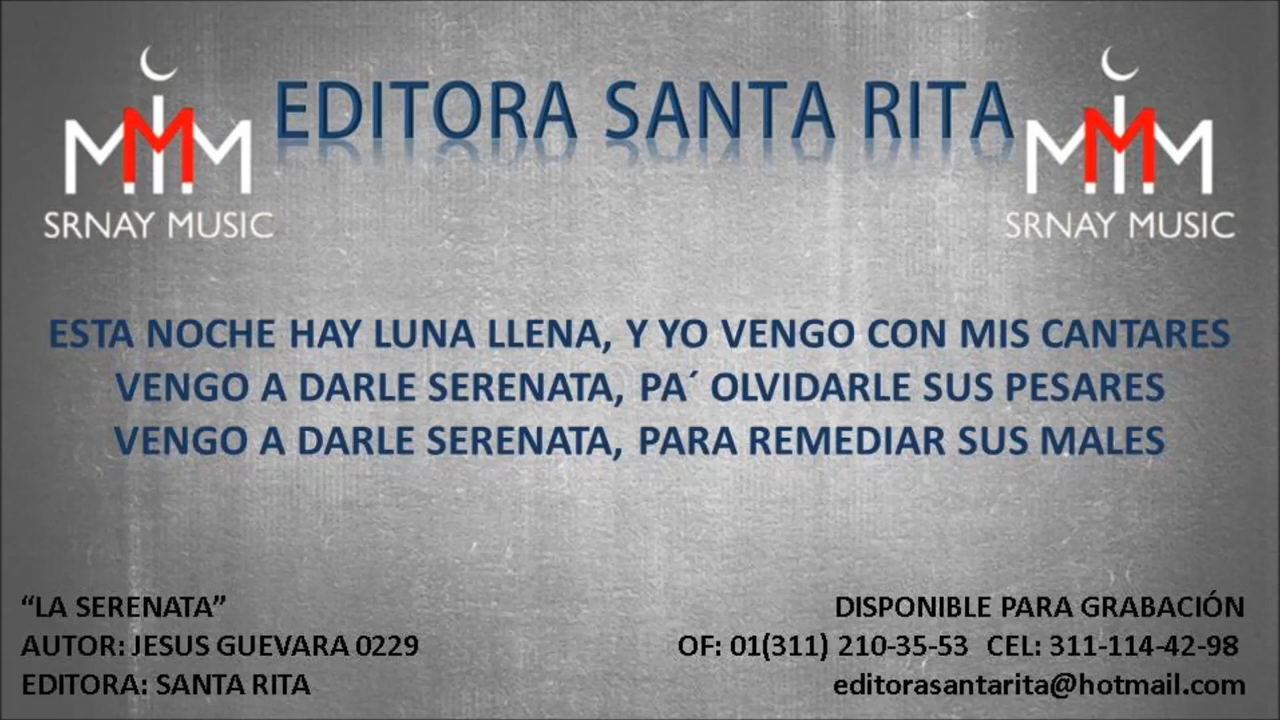 EDITORA SANTA RITA
SRNAY MUSIC
SRNAY MUSIC
ESTA NOCHE HAY LUNA LLENA, Y YO VENGO CON MIS CANTARES
VENGO A DARLE SERENATA, PA´ OLVIDARLE SUS PESARES
VENGO A DARLE SERENATA, PARA REMEDIAR SUS MALES
“LA SERENATA”
AUTOR: JESUS GUEVARA 0229
EDITORA: SANTA RITA
DISPONIBLE PARA GRABACIÓN
OF: 01(311) 210-35-53 CEL: 311-114-42-98
editorasantarita@hotmail.com